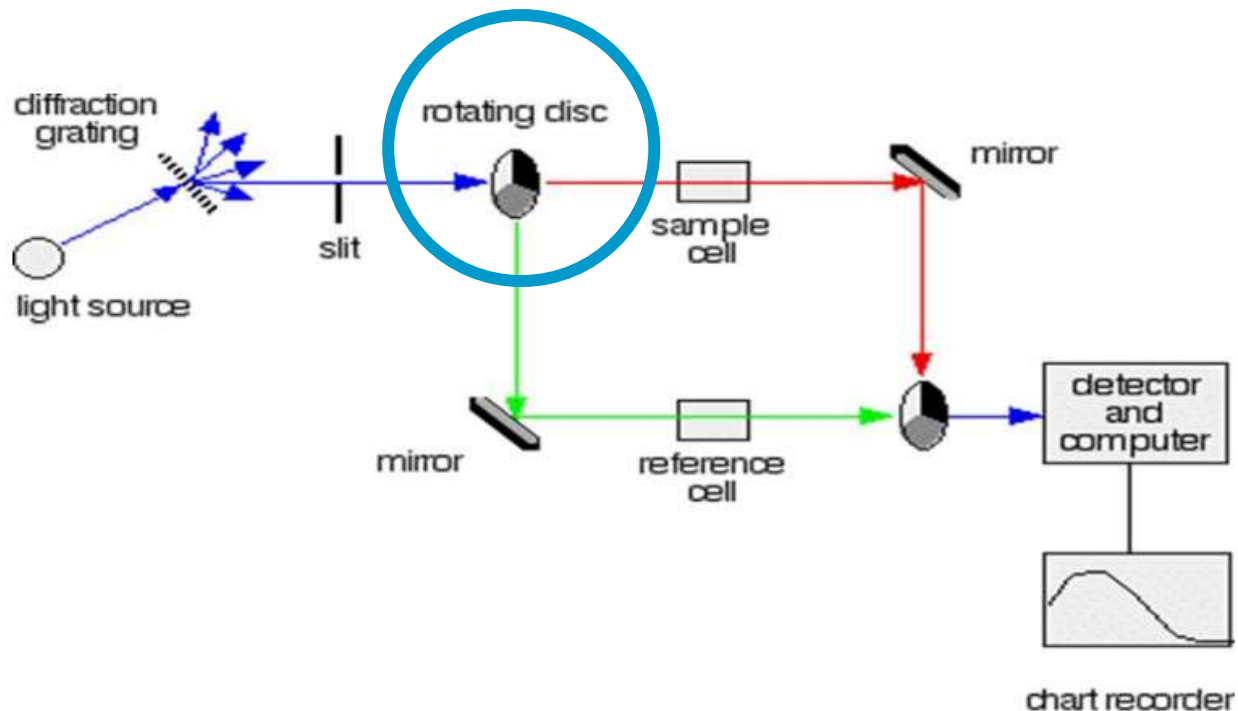 diffraction
grating
rotating disc
mirror
slit
sample
cell
light source
detector
and
computer
mirror
reference
cell
chart recorder